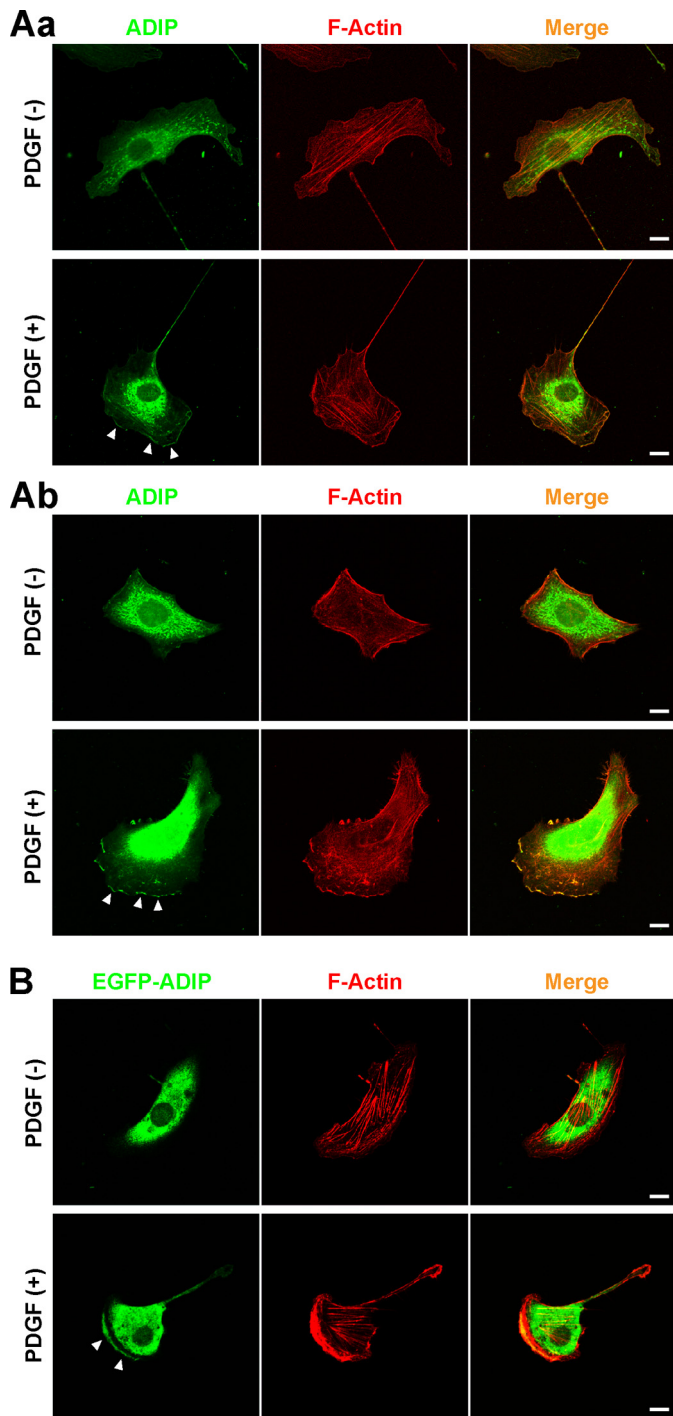 Aa
ADIP F-Actin Merge
PDGF (-)
PDGF (+)
Ab
ADIP F-Actin Merge
PDGF (-)
PDGF (+)
B
EGFP-ADIP F-Actin Merge
PDGF (-)
PDGF (+)